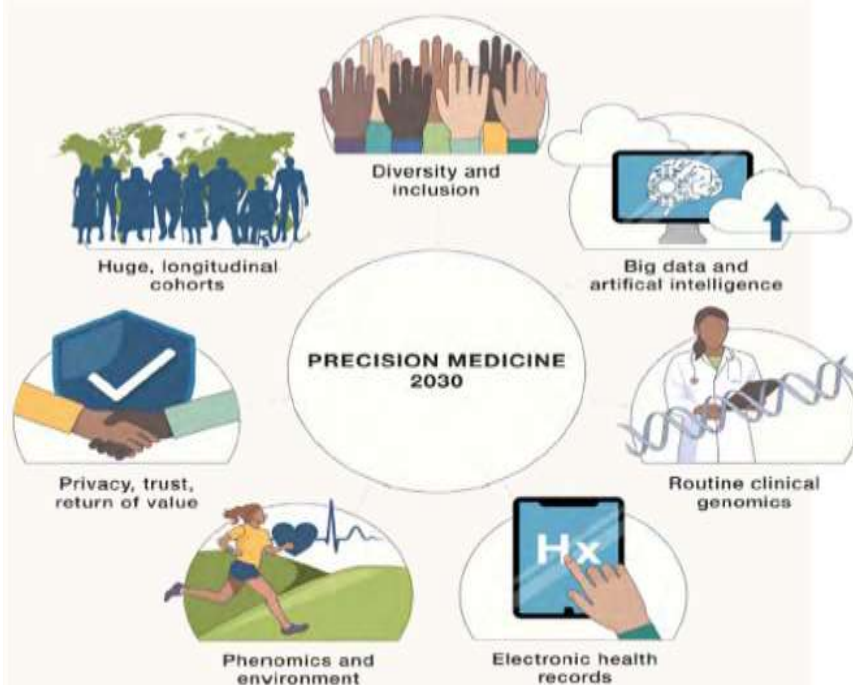 Diversity and
inclusion
Huge, longitudinal
cohorts
Big data and
artifical intelligence
PRECISION MEDICINE
2030
Privacy, trust,
return of value
Routine clinical
genomics
Hx
Phenomics and
environment
Electronic health
records